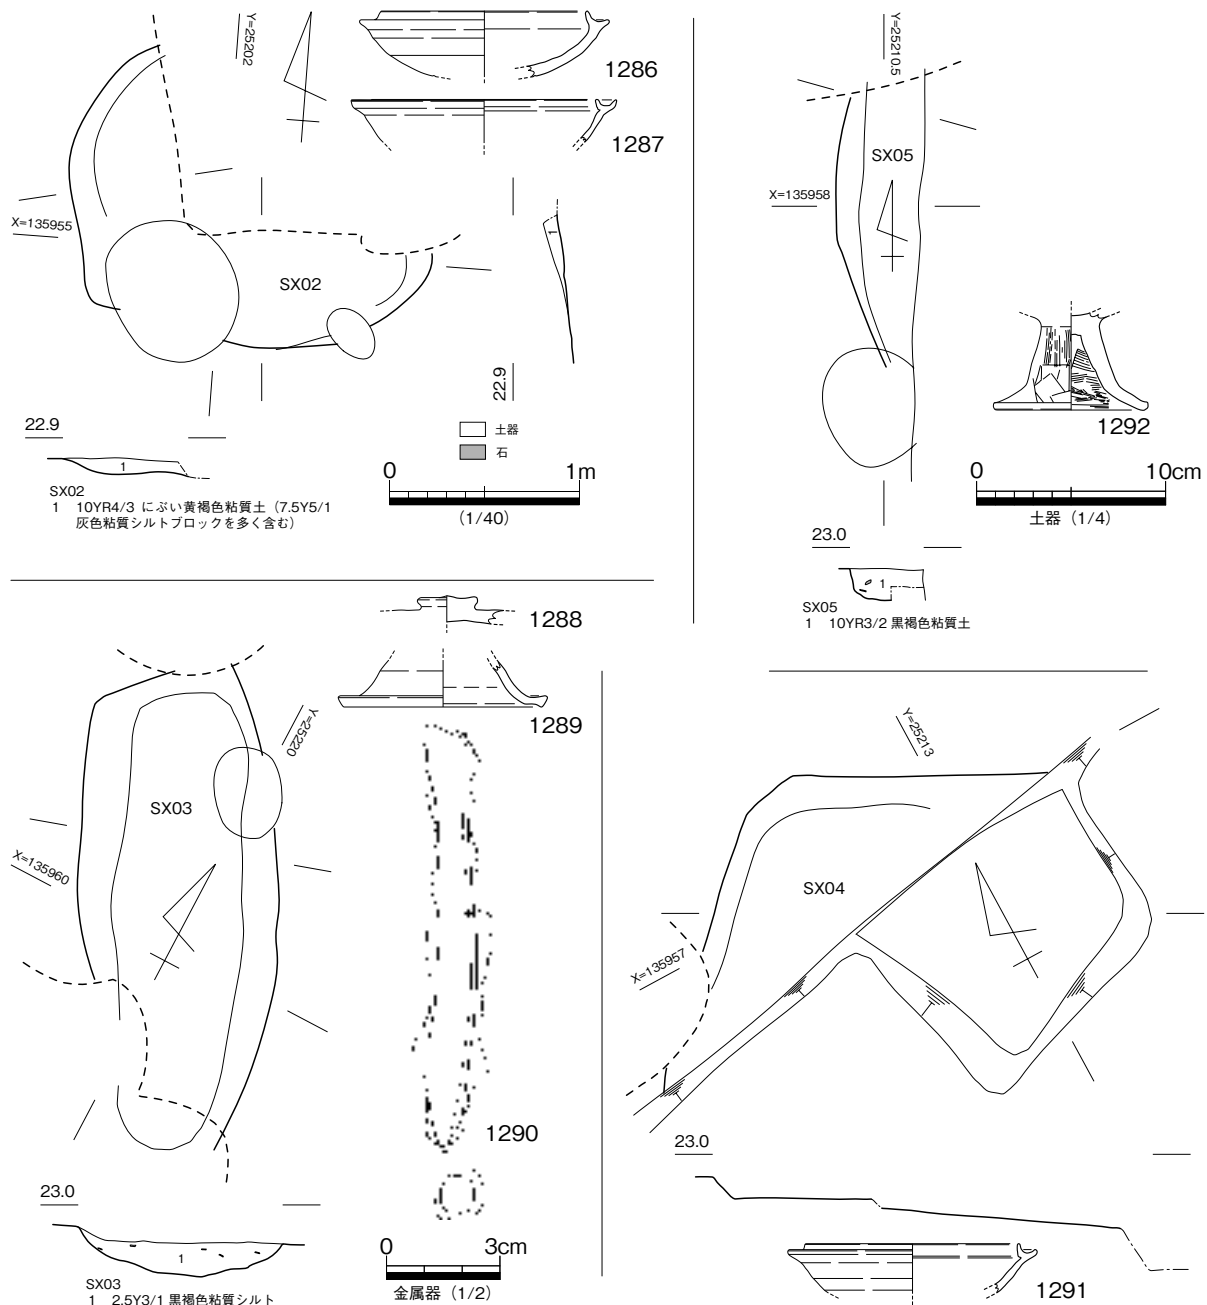 Y=25202
1286
1287
X=135955
SX02
1
22.9
22.9
1
SX02
1 10YR4/3 にぶい黄褐色粘質土（7.5Y5/1
灰色粘質シルトブロックを多く含む）
土器
石
0 1m
(1/40)
Y=25210.5
SX05
X=135958
1292
0 10cm
土器（1/4）
23.0
1
SX05
1 10YR3/2 黒褐色粘質土
1288
1289
Y=25220
SX03
X=135960
1290
23.0
1
SX03
1 2.5Y3/1 黒褐色粘質シルト
0 3cm
金属器（1/2）
Y=25213
SX04
X=135957
23.0
1291